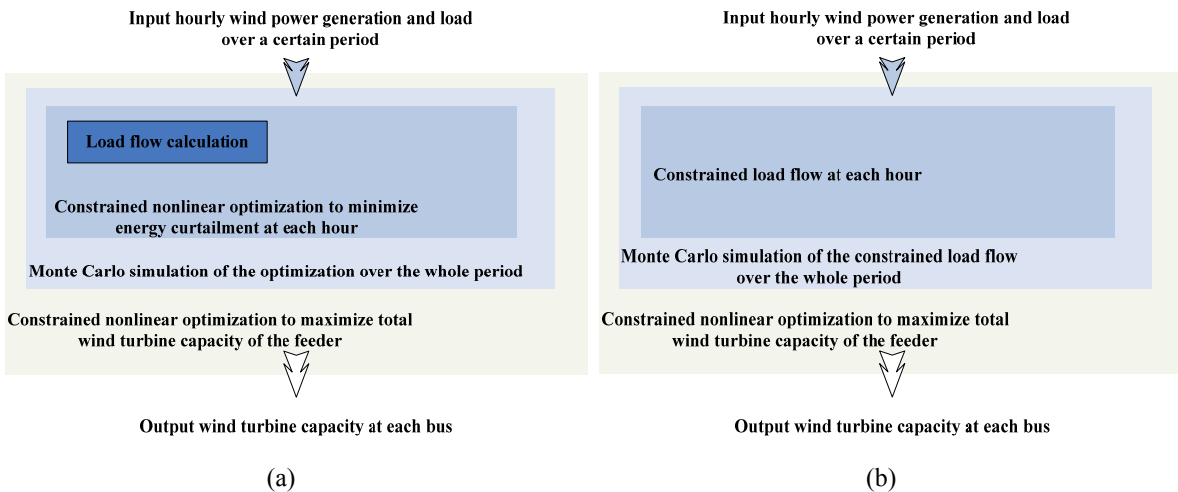 Input hourly wind power generation and load
over a certain period
Load flow calculation
Constrained nonlinear optimization to minimize
energy curtailment at each hour
Monte Carlo simulation of the optimization over the whole period
Constrained nonlinear optimization to maximize total
wind turbine capacity of the feeder
Output wind turbine capacity at each bus
(a)
Input hourly wind power generation and load
over a certain period
Constrained load flow at each hour
Monte Carlo simulation of the constrained load flow
over the whole period
Constrained nonlinear optimization to maximize total
wind turbine capacity of the feeder
Output wind turbine capacity at each bus
(b)